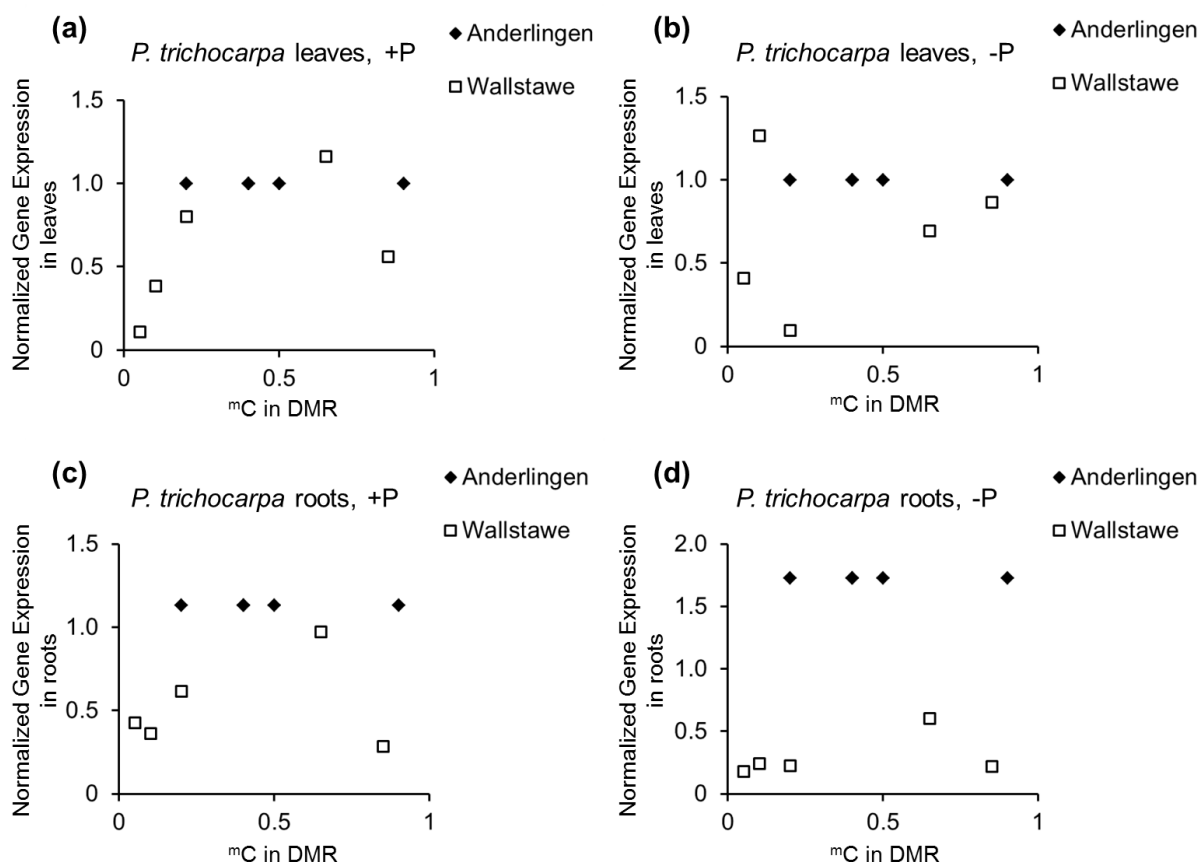 (a)
P. trichocarpa leaves, +P
Anderlingen
Wallstawe
Normalized Gene Expression
in leaves
1.5
1.0
0.5
0
0
0.5
1
mC in DMR
(b)
P. trichocarpa leaves, -P
Anderlingen
Wallstawe
Normalized Gene Expression
in leaves
1.5
1.0
0.5
0
0
0.5
1
mC in DMR
(c)
P. trichocarpa roots, +P
Anderlingen
Wallstawe
Normalized Gene Expression
in roots
1.5
1.0
0.5
0
0
0.5
1
mC in DMR
(d)
P. trichocarpa roots, -P
Anderlingen
Wallstawe
Normalized Gene Expression
in roots
2.0
1.5
1.0
0.5
0
0
0.5
1
mC in DMR